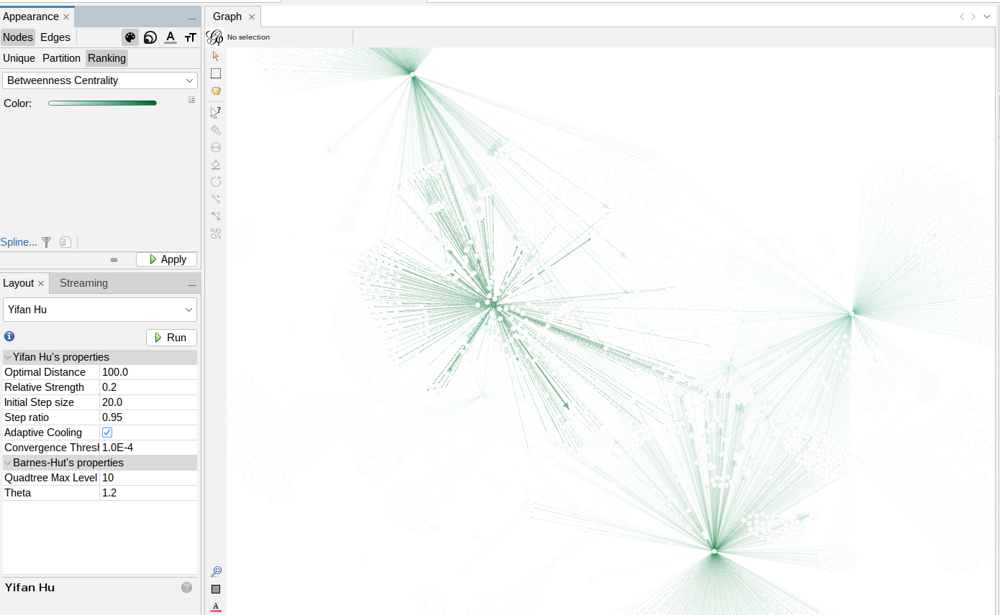 Appearance
Nodes Edges
Unique Partition Ranking
Betweenness Centrality
Color:
Spline...
Apply
Layout Streaming
Yifan Hu
Run
Yifan Hu's properties
Optimal Distance 100.0
Relative Strength 0.2
Initial Step size 20.0
Step ratio 0.95
Adaptive Cooling
Convergence Thresl 1.0E-4
Barnes-Hut's properties
Quadtree Max Level 10
Theta 1.2
Yifan Hu
Graph
No selection